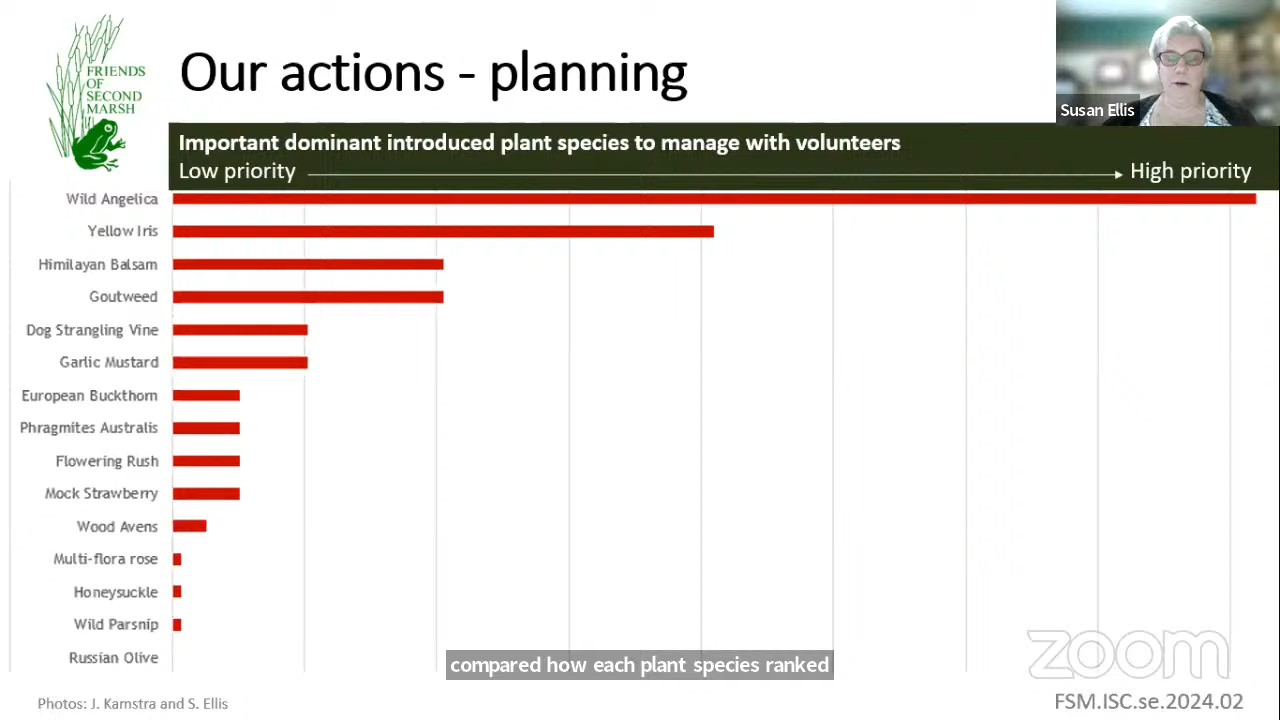 FRIENDS
OF
SECOND
MARSH
Our actions - planning
Susan Ellis
Important dominant introduced plant species to manage with volunteers
Low priority
High priority
Wild Angelica
Yellow Iris
Himilayan Balsam
Goutweed
Dog Strangling Vine
Garlic Mustard
European Buckthorn
Phragmites Australis
Flowering Rush
Mock Strawberry
Wood Avens
Multi-flora rose
Honeysuckle
Wild Parsnip
Russian Olive
compared how each plant species ranked
zoom
Photos: J. Kamstra and S. Ellis
FSM.ISC.se.2024.02